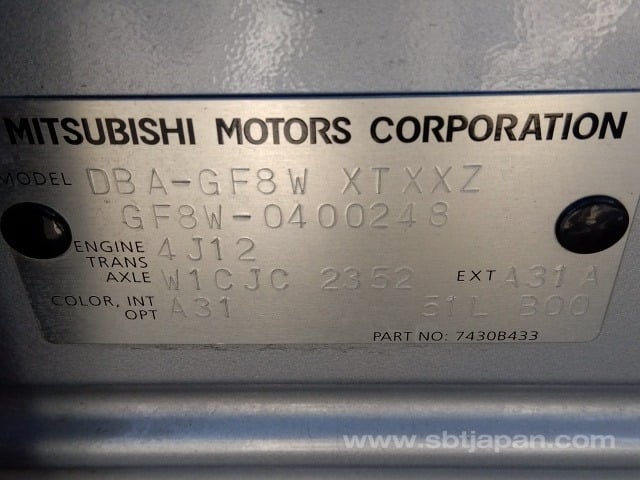 MITSUBISHI MOTORS CORPORATION
MODEL DBA-GF8W XTXXZ
GF8W-0400248
ENGINE 4J12
TRANS AXLE W1CJC 2352 EXT A31A
COLOR, INT OPT A31 51L B00
PART NO: 7430B433
www.sbtjapan.com